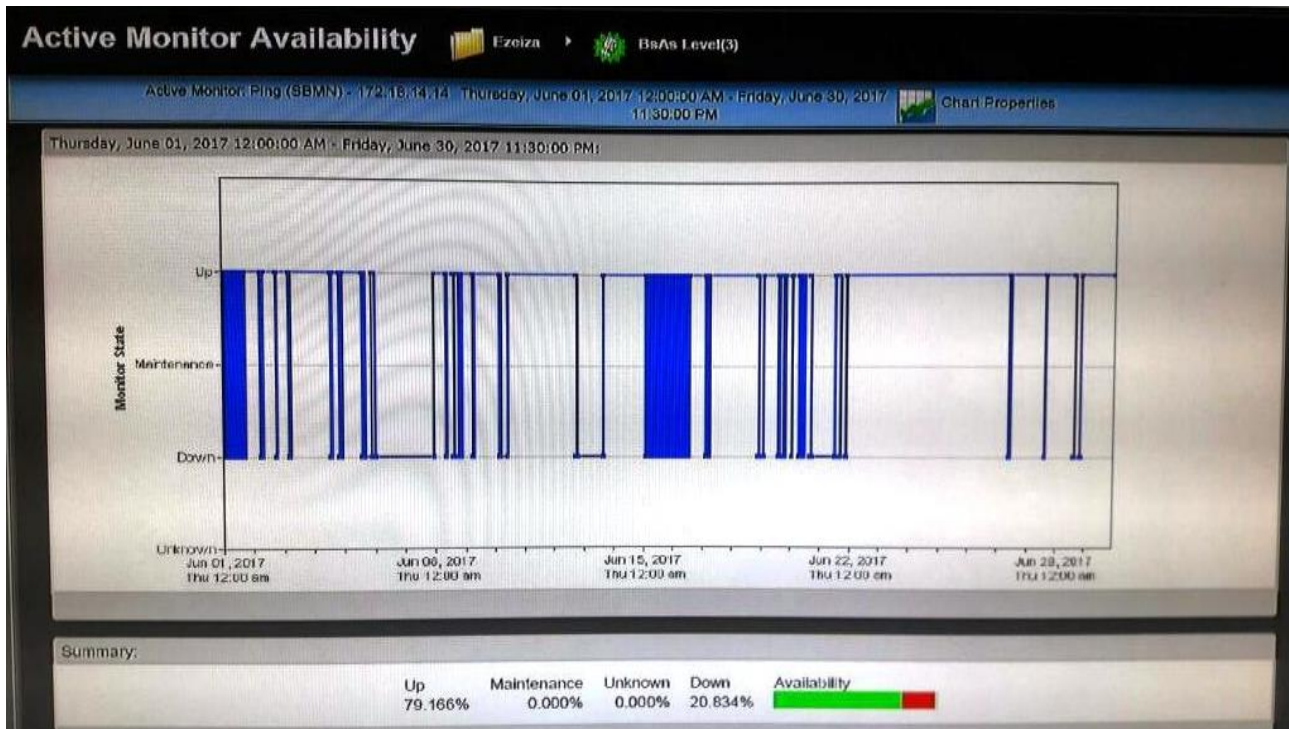 Active Monitor Availability Ezeiza BsAs Level(3)
Active Monitor: Ping (SBMN) - 172.16.14.14 Thursday, June 01, 2017 12:00:00 AM - Friday, June 30, 2017
11:30:00 PM
Chart Properties
Thursday, June 01, 2017 12:00:00 AM - Friday, June 30, 2017 11:30:00 PM:
Monitor State
Up
Maintenance
Down
Unknown
Jun 01, 2017
Thu 12:00 am
Jun 08, 2017
Thu 12:00 am
Jun 15, 2017
Thu 12:00 am
Jun 22, 2017
Thu 12:00 am
Jun 29, 2017
Thu 12:00 am
Summary:
Up Maintenance Unknown Down Availability
79.166% 0.000% 0.000% 20.834%